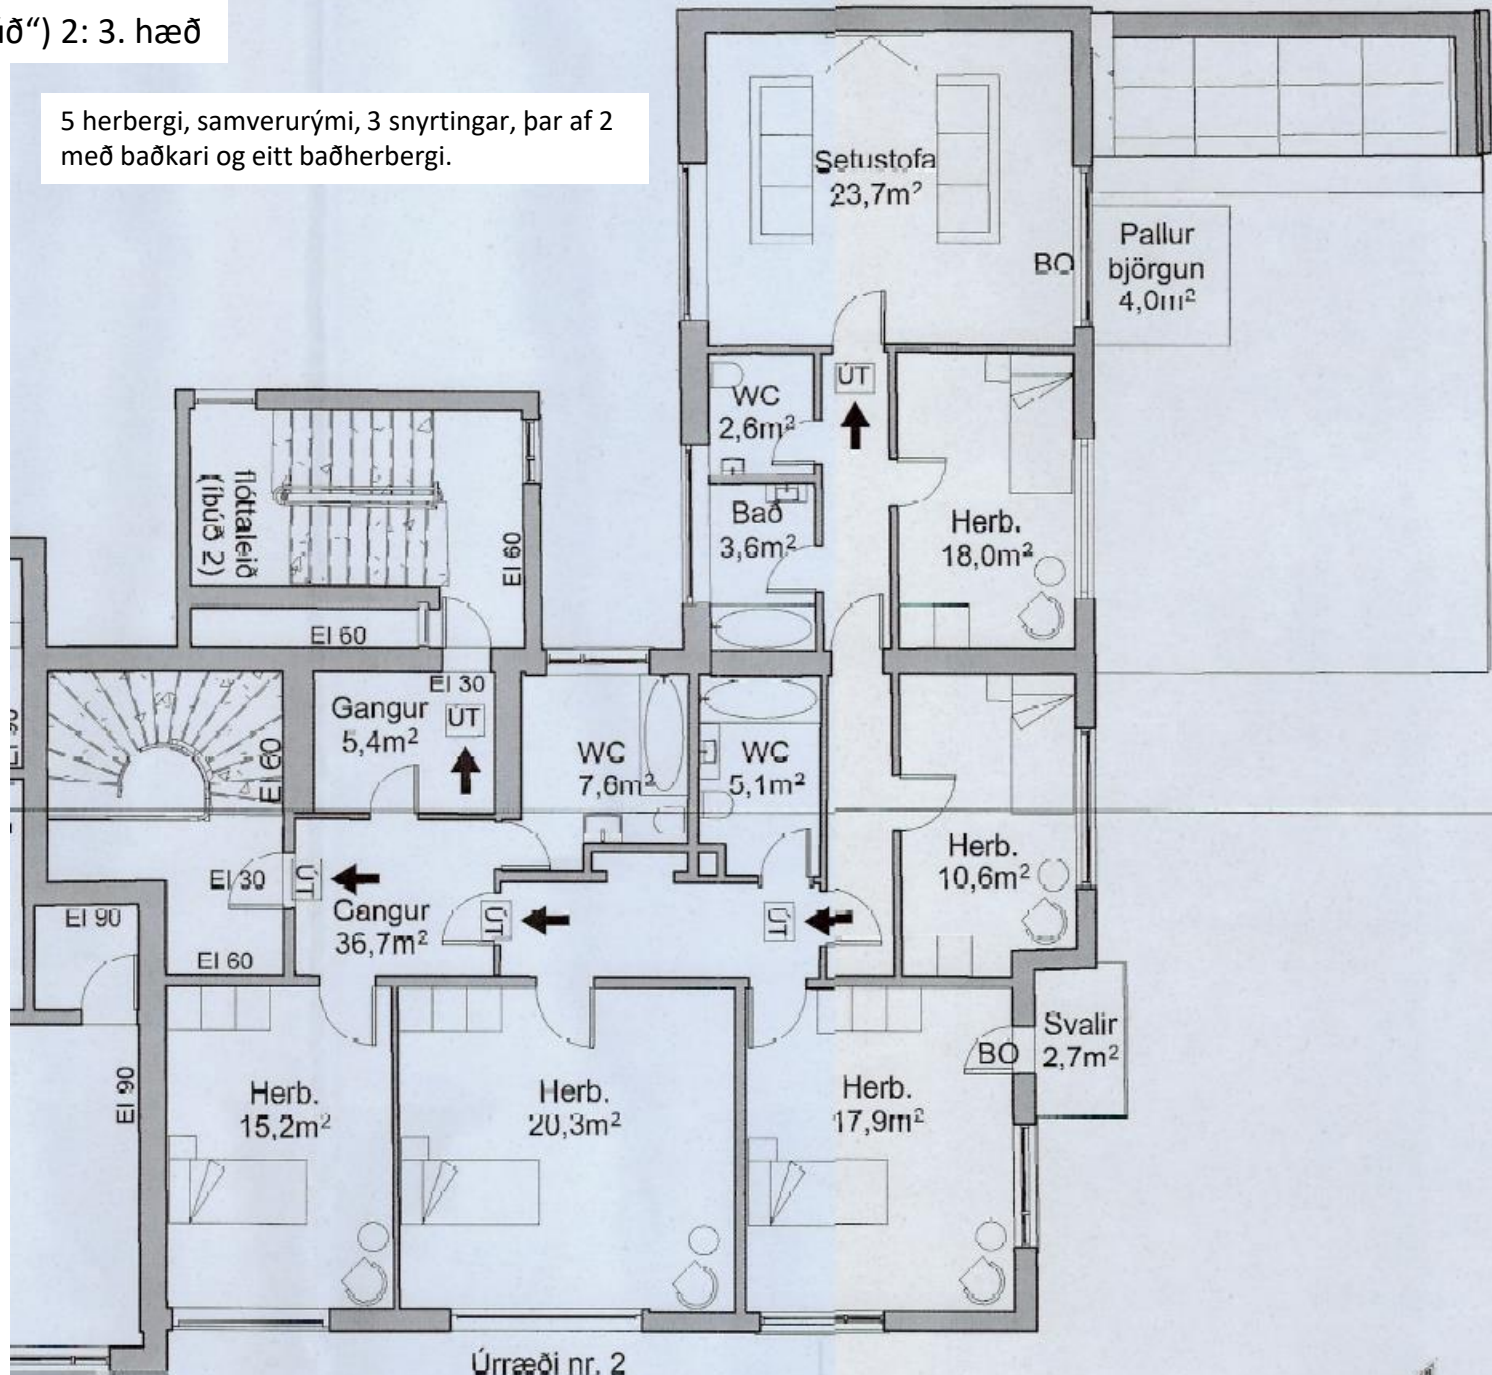 úð“) 2: 3. hæð
5 herbergi, samverurými, 3 snyrtingar, þar af 2
með baðkari og eitt baðherbergi.
Setustofa
23,7m²
BO
Pallur
björgun
4,0m²
WC
2,6m²
ÚT
flóttaleið
(íbúð 2)
EI 60
Bað
3,6m²
Herb.
18,0m²
EI 60
EI 30
Gangur
5,4m²
ÚT
EI 60
WC
7,6m²
WC
5,1m²
Herb.
10,6m²
EI 30
ÚT
Gangur
36,7m²
ÚT
ÚT
EI 90
EI 60
EI 90
Herb.
15,2m²
Herb.
20,3m²
Herb.
17,9m²
BO
Svalir
2,7m²
Úrræði nr. 2